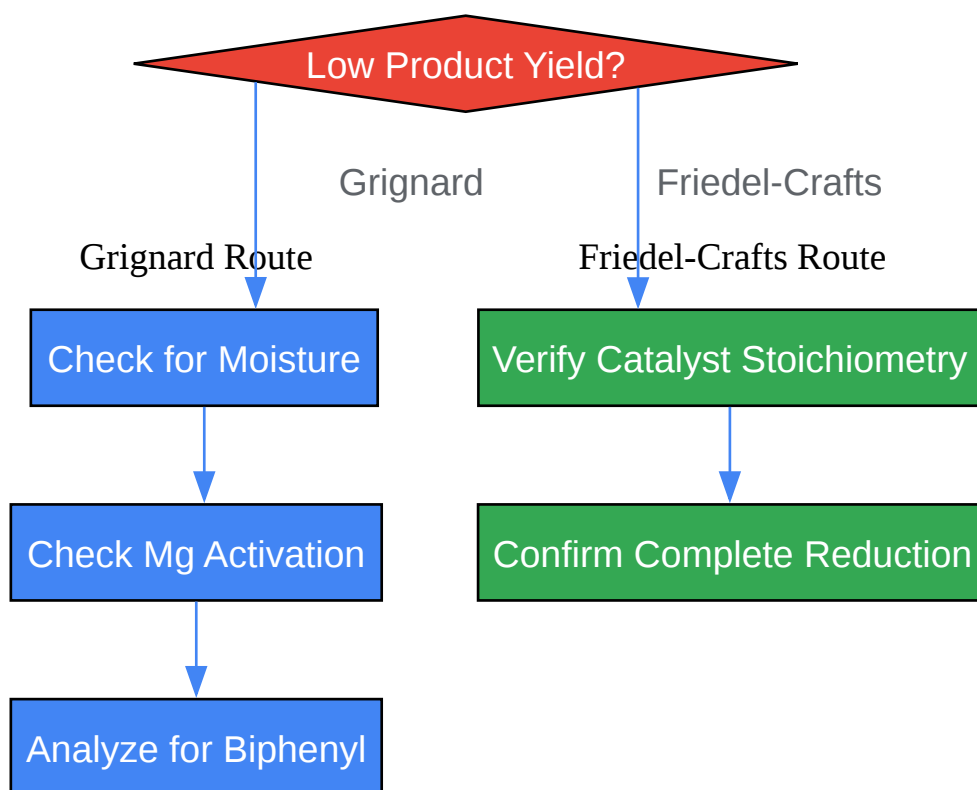 Low Product Yield?
Grignard
Friedel-Crafts
Grignard Route
Friedel-Crafts Route
Check for Moisture
Verify Catalyst Stoichiometry
Check Mg Activation
Confirm Complete Reduction
Analyze for Biphenyl